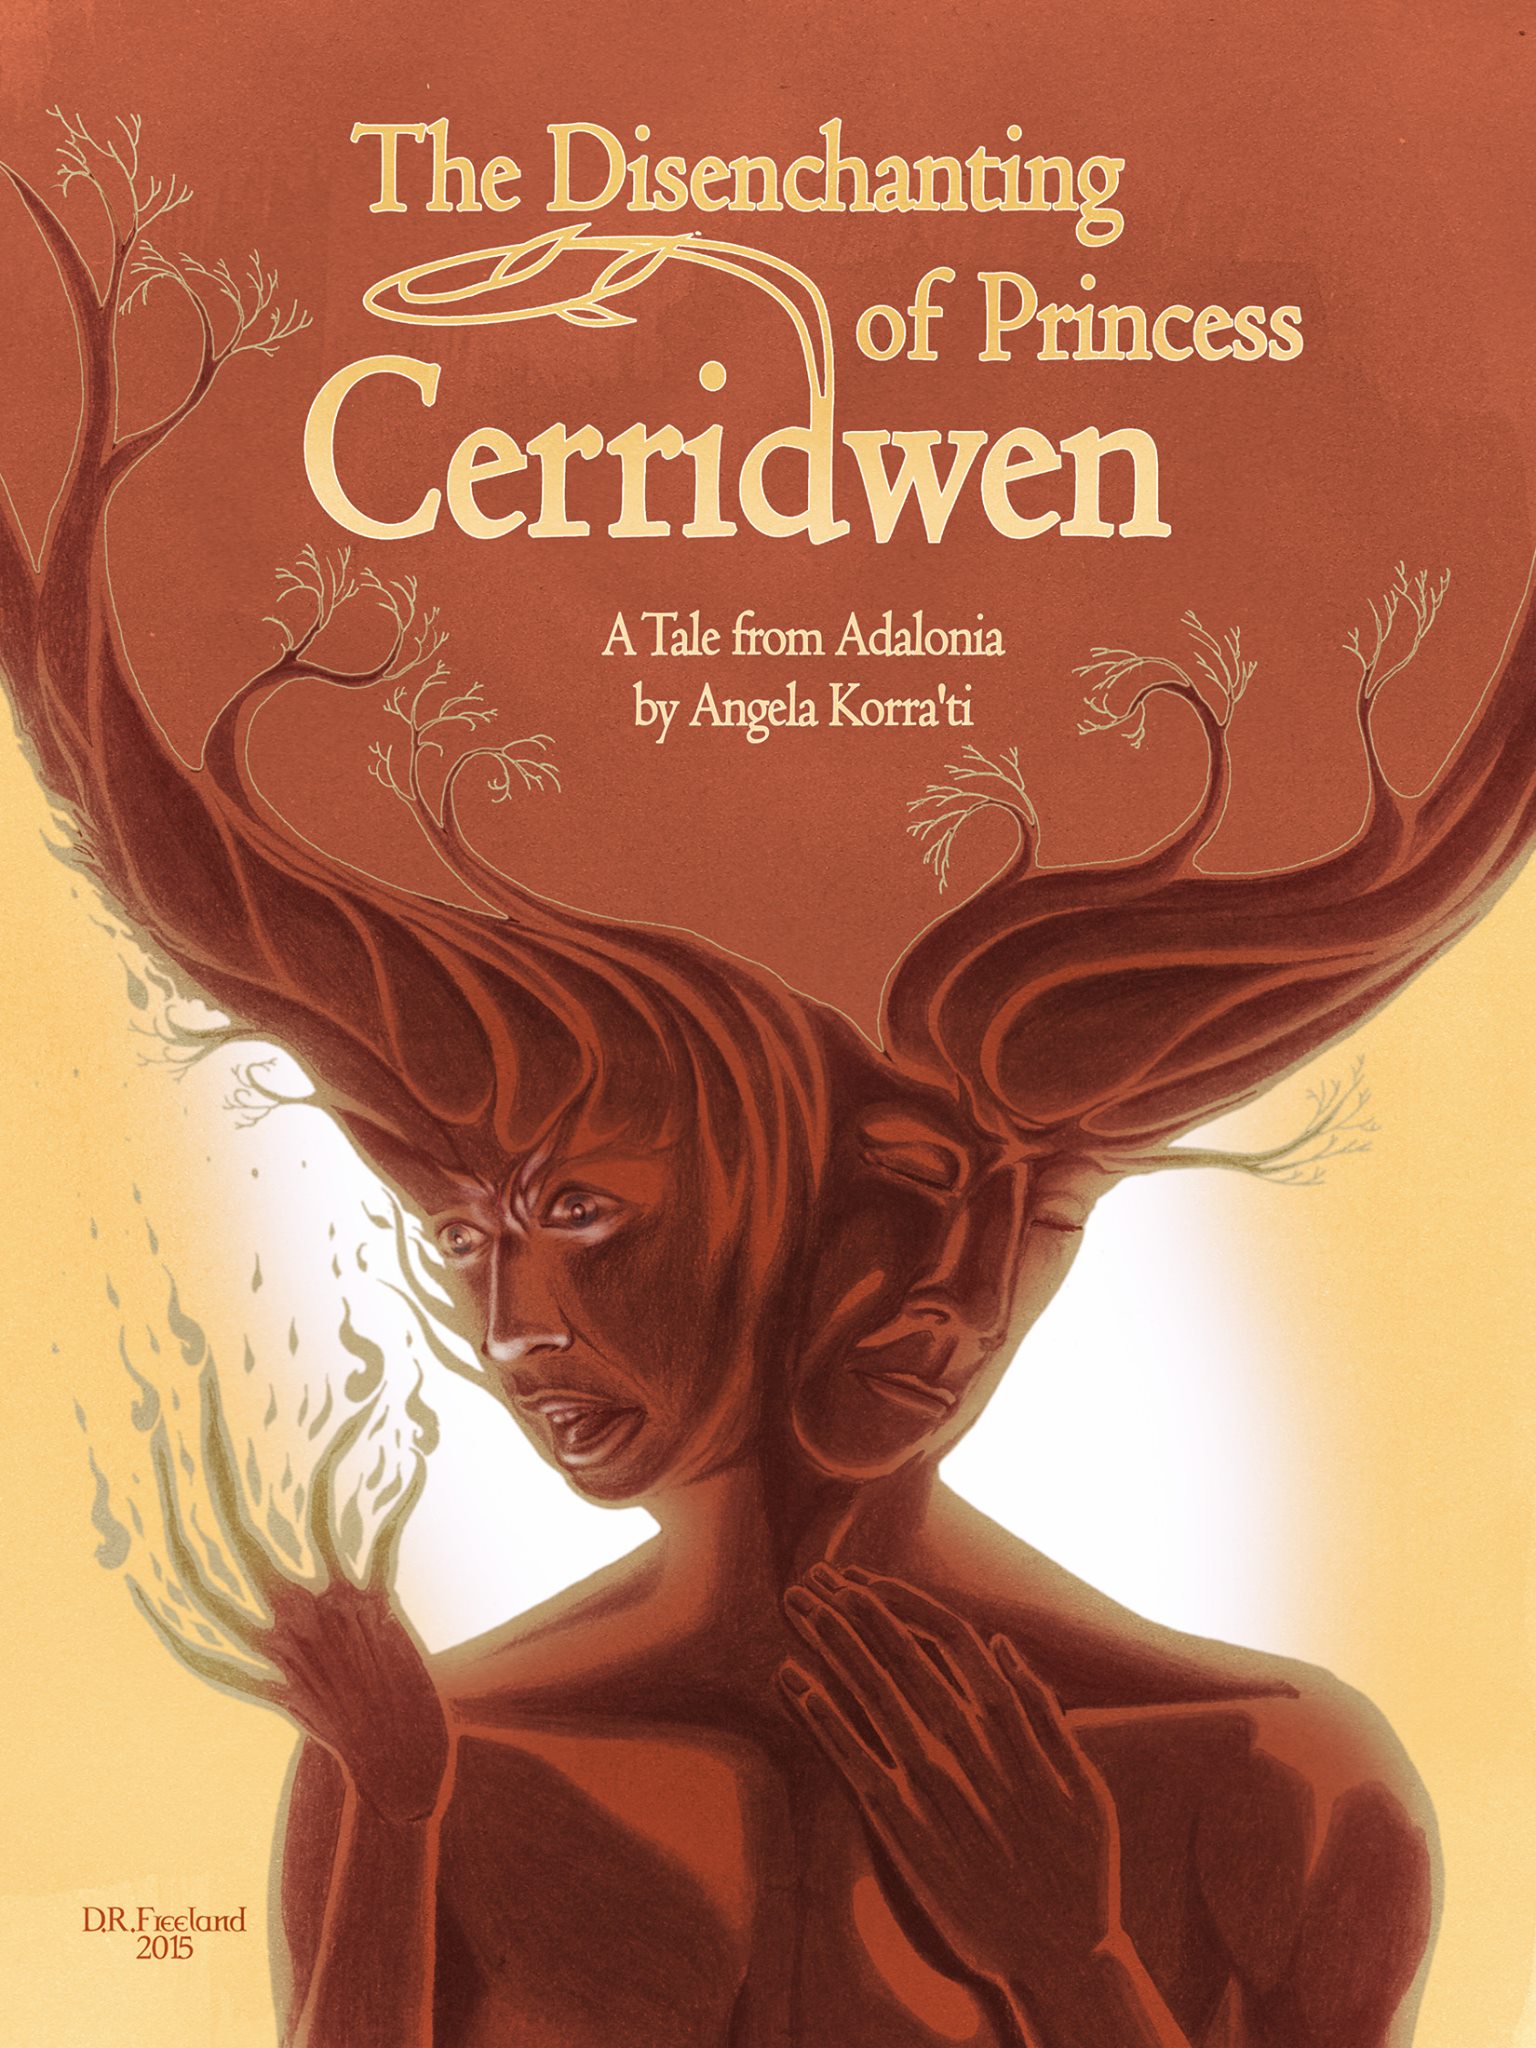 The Disenchanting
of Princess
Cerridwen
A Tale from Adalonia
by Angela Korra'ti
D.R.Freeland
2015